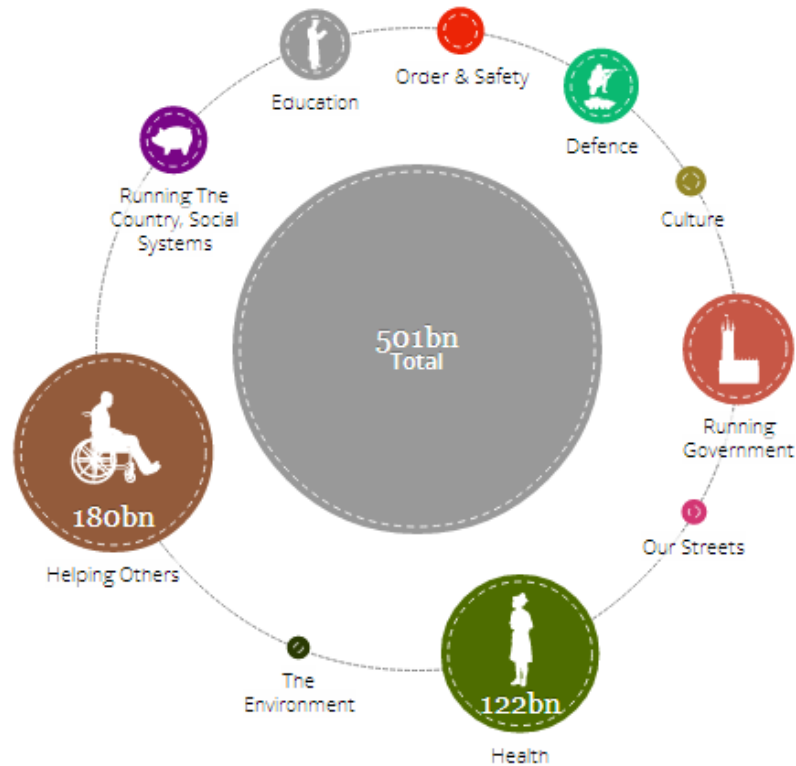 Education
Order & Safety
Defence
Culture
Running The
Country, Social
Systems
501bn
Total
Running
Government
180bn
Helping Others
Our Streets
The
Environment
122bn
Health